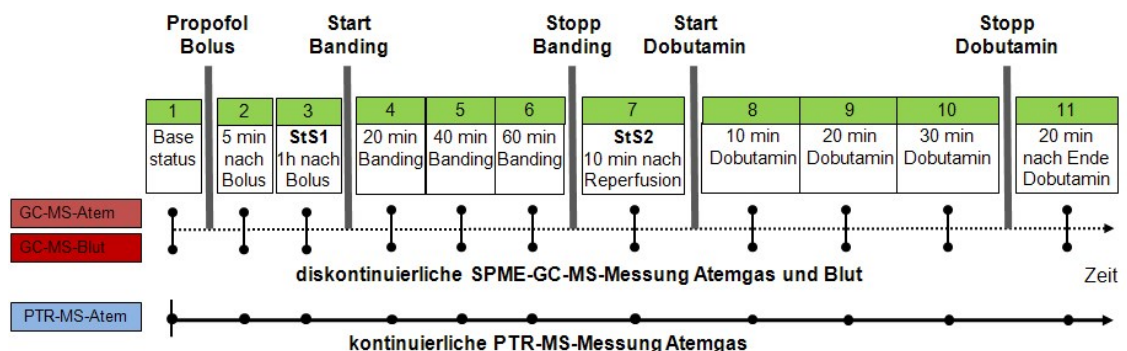 Propofol
Bolus
Start
Banding
Stopp
Banding
Start
Dobutamin
Stopp
Dobutamin
1
Base
status
2
5 min
nach
Bolus
3
StS1
1h nach
Bolus
4
20 min
Banding
5
40 min
Banding
6
60 min
Banding
7
StS2
10 min nach
Reperfusion
8
10 min
Dobutamin
9
20 min
Dobutamin
10
30 min
Dobutamin
11
20 min
nach Ende
Dobutamin
GC-MS-Atem
GC-MS-Blut
diskontinuierliche SPME-GC-MS-Messung Atemgas und Blut
Zeit
PTR-MS-Atem
kontinuierliche PTR-MS-Messung Atemgas